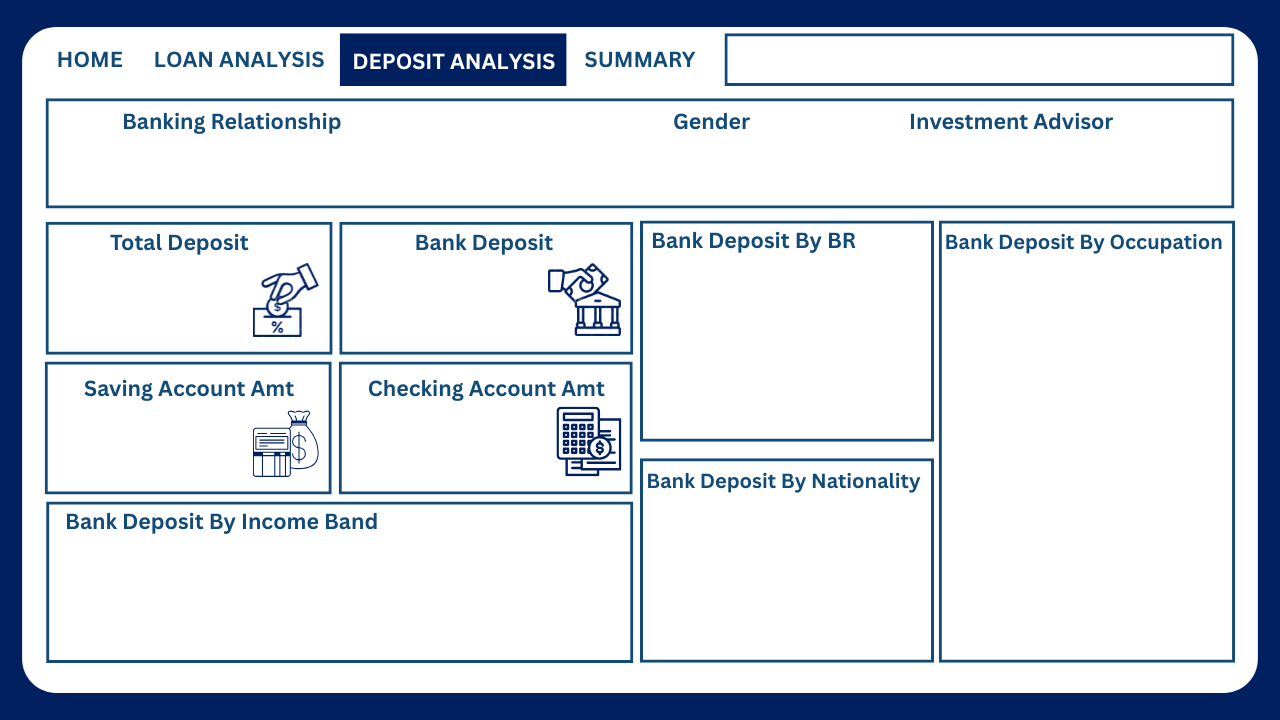 HOME LOAN ANALYSIS DEPOSIT ANALYSIS SUMMARY
Banking Relationship Gender Investment Advisor
Total Deposit
$
%
Bank Deposit
Bank Deposit By BR
Bank Deposit By Occupation
Saving Account Amt
$
Checking Account Amt
$
Bank Deposit By Nationality
Bank Deposit By Income Band